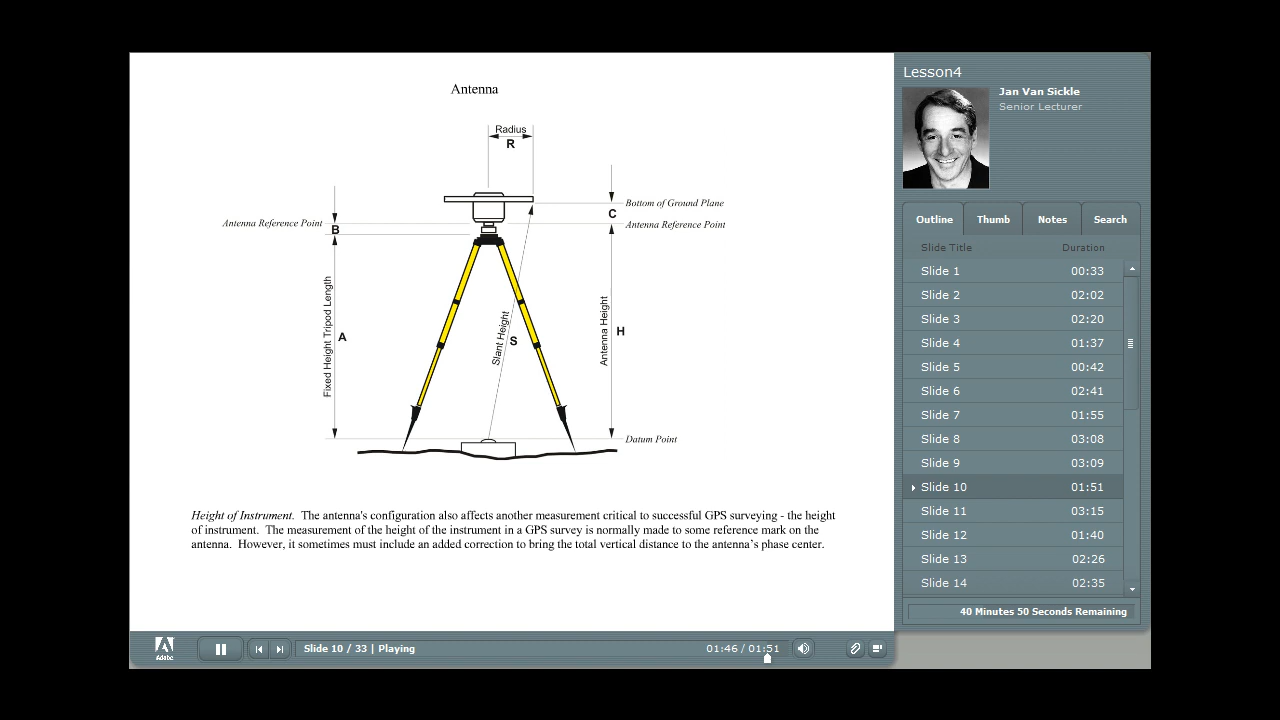 Antenna
Radius
R
Bottom of Ground Plane
C
Antenna Reference Point
Antenna Reference Point
B
Fixed Height Tripod Length
A
Slant Height
S
Antenna Height
H
Datum Point
Height of Instrument. The antenna's configuration also affects another measurement critical to successful GPS surveying - the height
of instrument. The measurement of the height of the instrument in a GPS survey is normally made to some reference mark on the
antenna. However, it sometimes must include an added correction to bring the total vertical distance to the antenna's phase center.
Lesson4
Jan Van Sickle
Senior Lecturer
Outline Thumb Notes Search
Slide Title Duration
Slide 1 00:33
Slide 2 02:02
Slide 3 02:20
Slide 4 01:37
Slide 5 00:42
Slide 6 02:41
Slide 7 01:55
Slide 8 03:08
Slide 9 03:09
Slide 10 01:51
Slide 11 03:15
Slide 12 01:40
Slide 13 02:26
Slide 14 02:35
40 Minutes 50 Seconds Remaining
Adobe
Slide 10 / 33 | Playing
01:46 / 01:51